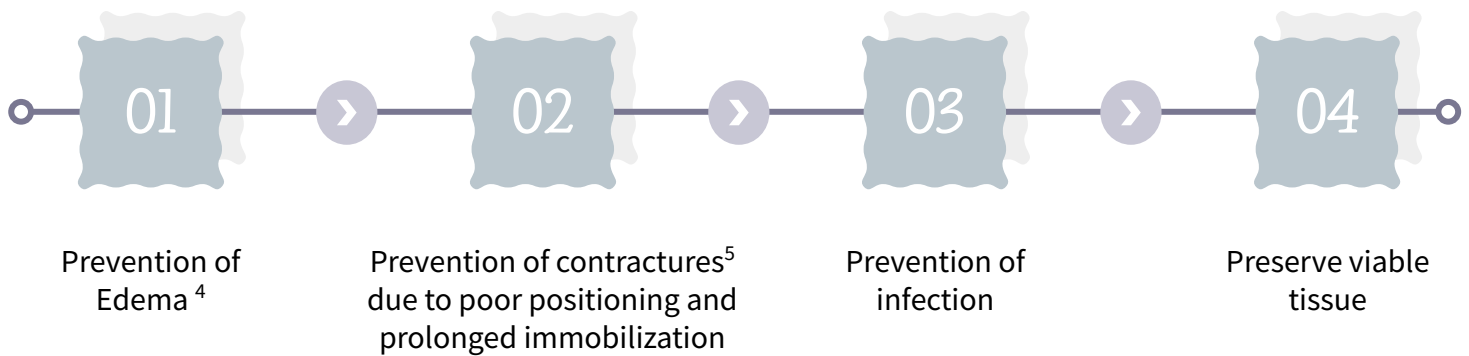 01
02
03
04
Prevention of
Edema ⁴
Prevention of contractures⁵
due to poor positioning and
prolonged immobilization
Prevention of
infection
Preserve viable
tissue